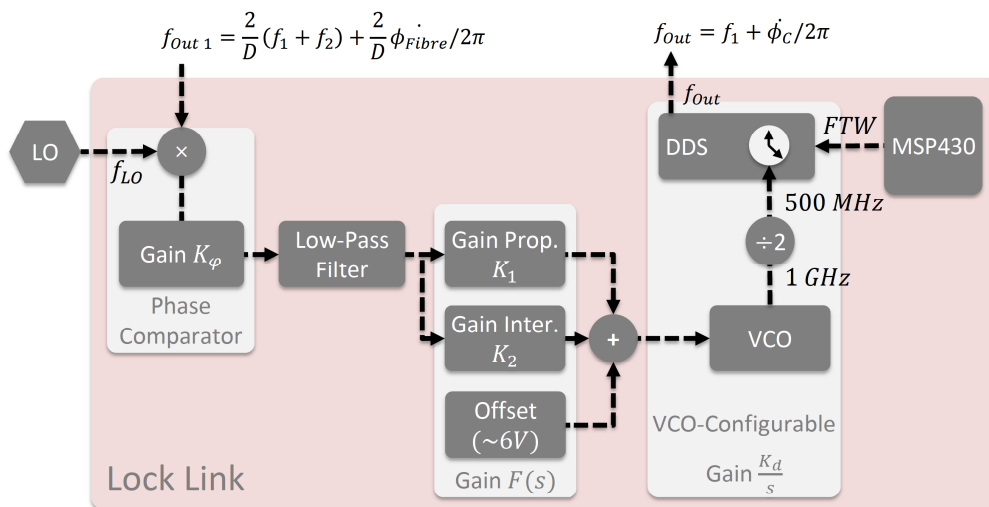 f_{Out 1} = \frac{2}{D}(f_1 + f_2) + \frac{2}{D}\dot{\phi_{Fibre}}/2\pi
f_{Out} = f_1 + \dot{\phi_C}/2\pi
LO
f_{LO}
×
Gain K_φ
Phase
Comparator
Low-Pass
Filter
Gain Prop.
K_1
Gain Inter.
K_2
Offset
(~6V)
Gain F(s)
+
f_{Out}
DDS
FTW
MSP430
500 MHz
÷2
1 GHz
VCO
VCO-Configurable
Gain \frac{K_d}{s}
Lock Link